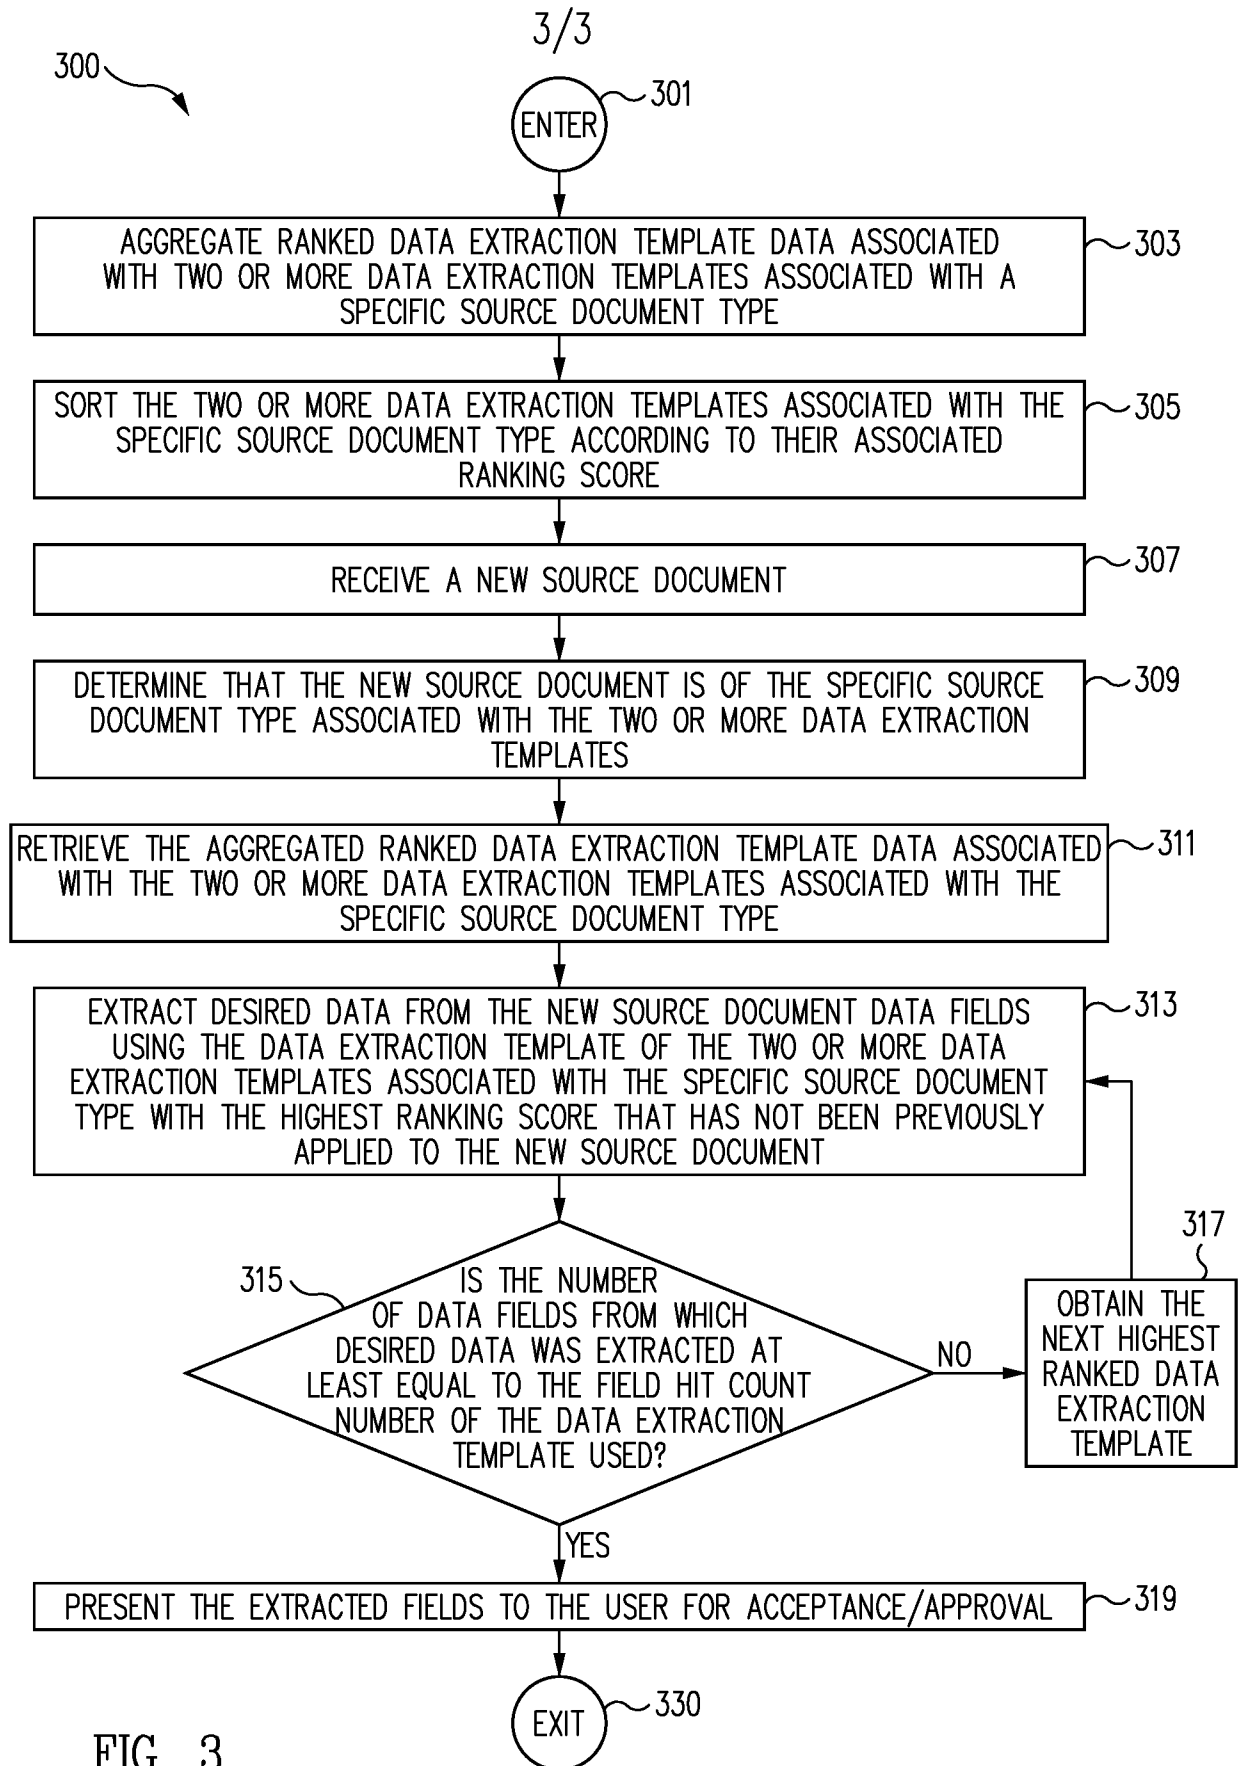 3/3
300
301
ENTER
AGGREGATE RANKED DATA EXTRACTION TEMPLATE DATA ASSOCIATED
WITH TWO OR MORE DATA EXTRACTION TEMPLATES ASSOCIATED WITH A
SPECIFIC SOURCE DOCUMENT TYPE
303
SORT THE TWO OR MORE DATA EXTRACTION TEMPLATES ASSOCIATED WITH THE
SPECIFIC SOURCE DOCUMENT TYPE ACCORDING TO THEIR ASSOCIATED
RANKING SCORE
305
RECEIVE A NEW SOURCE DOCUMENT
307
DETERMINE THAT THE NEW SOURCE DOCUMENT IS OF THE SPECIFIC SOURCE
DOCUMENT TYPE ASSOCIATED WITH THE TWO OR MORE DATA EXTRACTION
TEMPLATES
309
RETRIEVE THE AGGREGATED RANKED DATA EXTRACTION TEMPLATE DATA ASSOCIATED
WITH THE TWO OR MORE DATA EXTRACTION TEMPLATES ASSOCIATED WITH THE
SPECIFIC SOURCE DOCUMENT TYPE
311
EXTRACT DESIRED DATA FROM THE NEW SOURCE DOCUMENT DATA FIELDS
USING THE DATA EXTRACTION TEMPLATE OF THE TWO OR MORE DATA
EXTRACTION TEMPLATES ASSOCIATED WITH THE SPECIFIC SOURCE DOCUMENT
TYPE WITH THE HIGHEST RANKING SCORE THAT HAS NOT BEEN PREVIOUSLY
APPLIED TO THE NEW SOURCE DOCUMENT
313
315
IS THE NUMBER
OF DATA FIELDS FROM WHICH
DESIRED DATA WAS EXTRACTED AT
LEAST EQUAL TO THE FIELD HIT COUNT
NUMBER OF THE DATA EXTRACTION
TEMPLATE USED?
NO
317
OBTAIN THE
NEXT HIGHEST
RANKED DATA
EXTRACTION
TEMPLATE
YES
PRESENT THE EXTRACTED FIELDS TO THE USER FOR ACCEPTANCE/APPROVAL
319
EXIT
330
FIG. 3